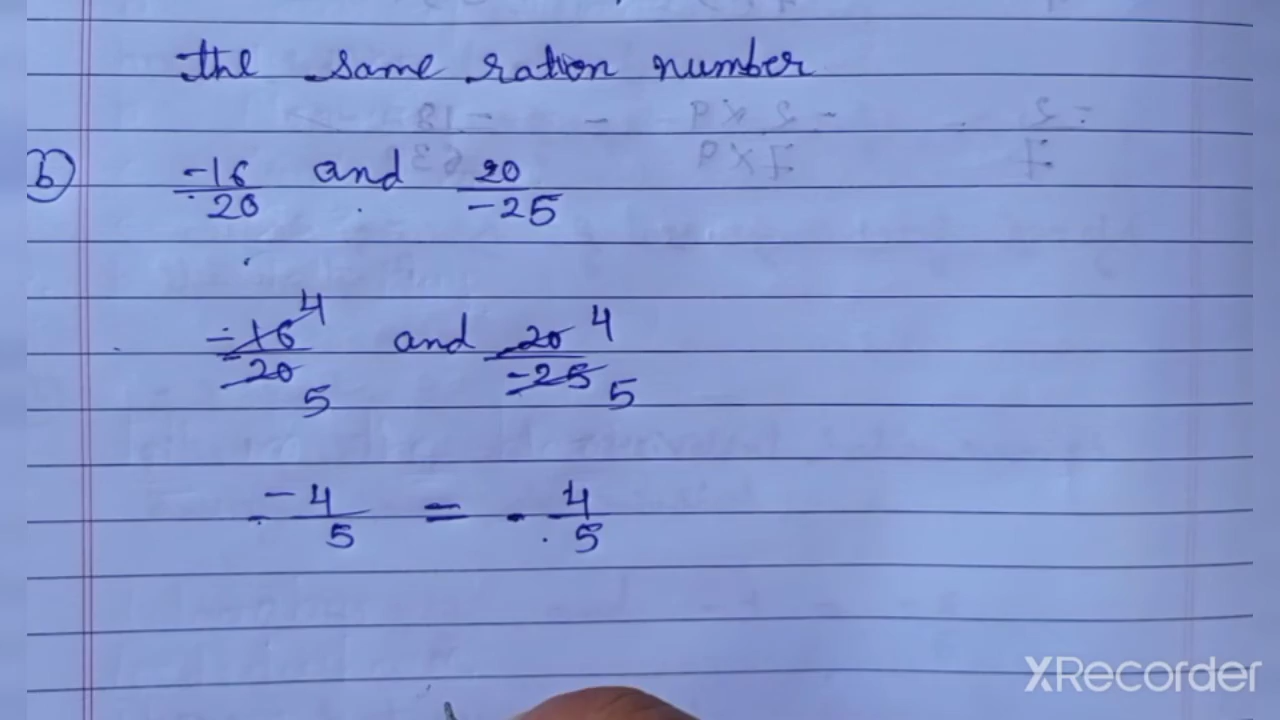 the same ration number
(b) -16/20 and 20/-25
-16/20 4 5 and 20/-25 4 5
-4/5 = -4/5
XRecorder